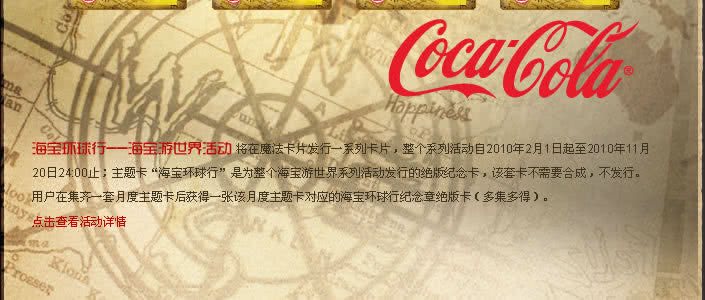 Coca-Cola®
Happiness
海宝环球行——海宝游世界活动 将在魔法卡片发行一系列卡片，整个系列活动自2010年2月1日起至2010年11月
20日24:00止；主题卡“海宝环球行”是为整个海宝游世界系列活动发行的绝版纪念卡，该套卡不需要合成，不发行。
用户在集齐一套月度主题卡后获得一张该月度主题卡对应的海宝环球行纪念章绝版卡（多集多得）。
点击查看活动详情
Prosser
Kiona